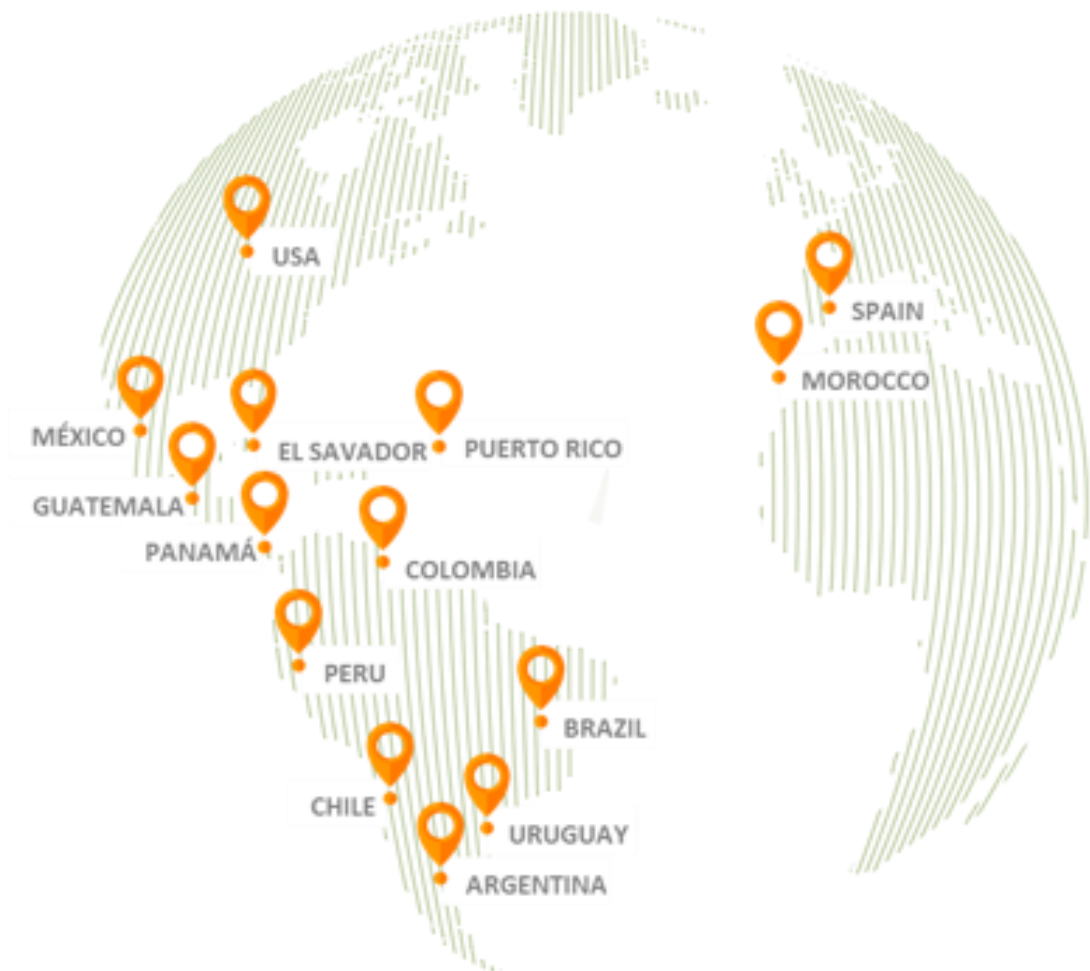 USA
SPAIN
MOROCCO
MÉXICO
EL SAVADOR
PUERTO RICO
GUATEMALA
PANAMÁ
COLOMBIA
PERU
BRAZIL
CHILE
URUGUAY
ARGENTINA